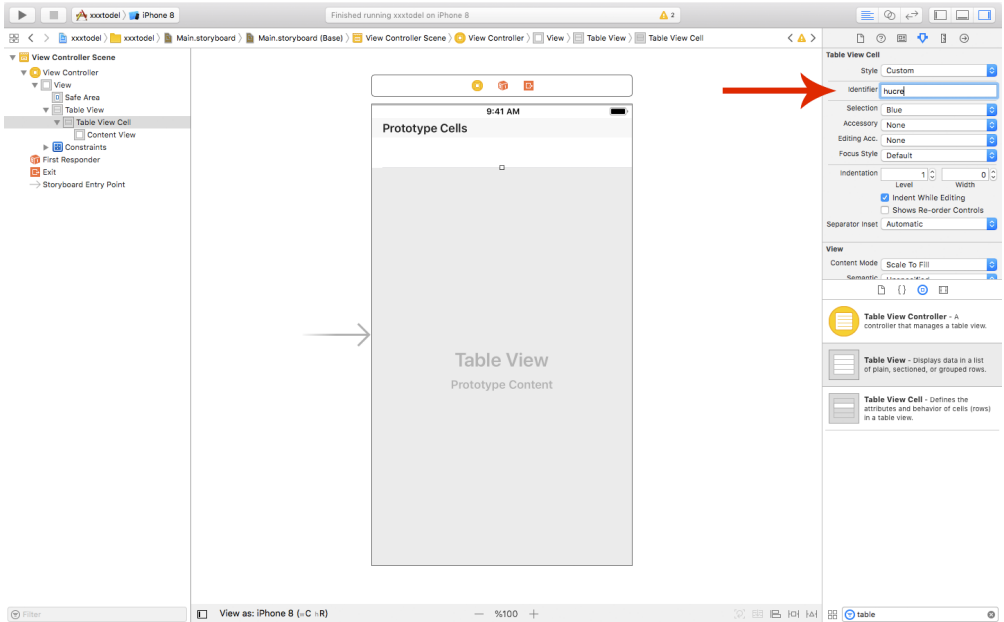 xxxtodel iPhone 8
Finished running xxxtodel on iPhone 8
2
xxxtodel xxxtodel Main.storyboard Main.storyboard (Base) View Controller Scene View Controller View Table View Table View Cell
View Controller Scene
View Controller
View
Safe Area
Table View
Table View Cell
Content View
Constraints
First Responder
Exit
Storyboard Entry Point
Filter
9:41 AM
Prototype Cells
Table View
Prototype Content
View as: iPhone 8 (wC hR)
%100
Table View Cell
Style Custom
Identifier hucre
Selection Blue
Accessory None
Editing Acc. None
Focus Style Default
Indentation 1 0
Level Width
Indent While Editing
Shows Re-order Controls
Separator Inset Automatic
View
Content Mode Scale To Fill
Semantic Unspecified
Table View Controller - A
controller that manages a table view.
Table View - Displays data in a list
of plain, sectioned, or grouped rows.
Table View Cell - Defines the
attributes and behavior of cells (rows)
in a table view.
table